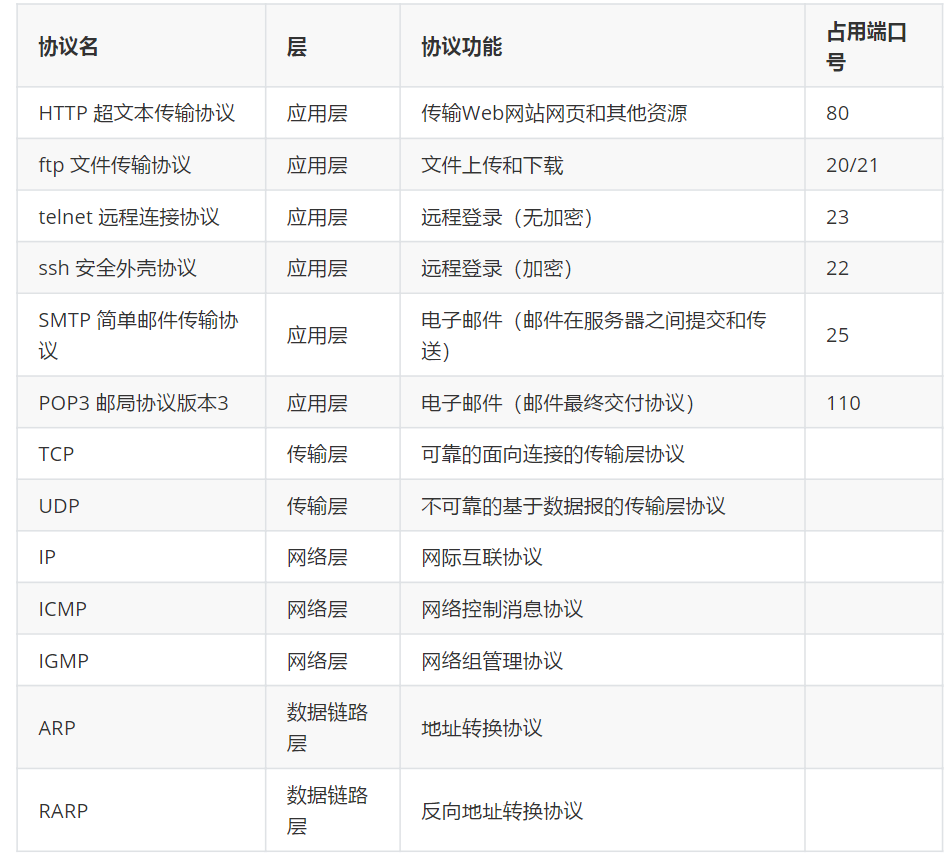 协议名 层 协议功能 占用端口
号
HTTP 超文本传输协议 应用层 传输Web网站网页和其他资源 80
ftp 文件传输协议 应用层 文件上传和下载 20/21
telnet 远程连接协议 应用层 远程登录（无加密） 23
ssh 安全外壳协议 应用层 远程登录（加密） 22
SMTP 简单邮件传输协
议 应用层 电子邮件（邮件在服务器之间提交和传
送） 25
POP3 邮局协议版本3 应用层 电子邮件（邮件最终交付协议） 110
TCP 传输层 可靠的面向连接的传输层协议
UDP 传输层 不可靠的基于数据报的传输层协议
IP 网络层 网际互联协议
ICMP 网络层 网络控制消息协议
IGMP 网络层 网络组管理协议
ARP 数据链路
层 地址转换协议
RARP 数据链路
层 反向地址转换协议